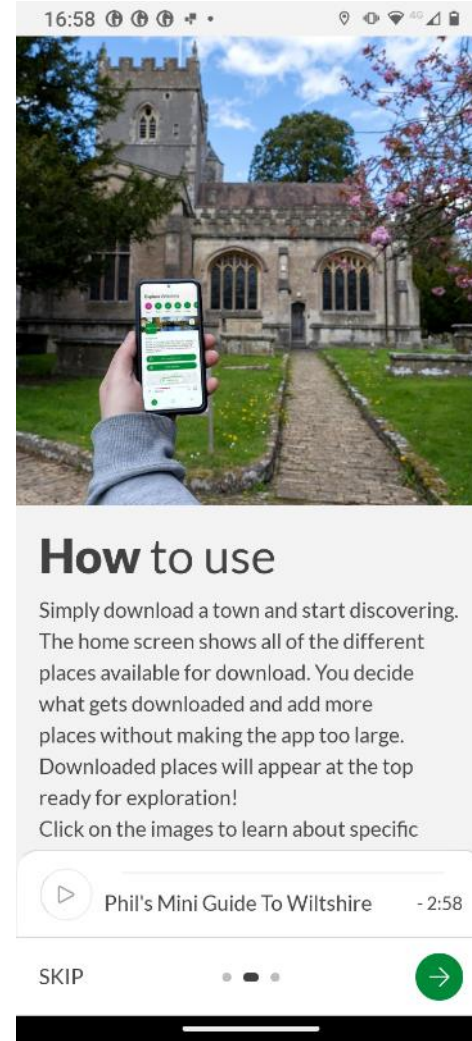 16:58
4G
Explore Wiltshire
How to use
Simply download a town and start discovering.
The home screen shows all of the different
places available for download. You decide
what gets downloaded and add more
places without making the app too large.
Downloaded places will appear at the top
ready for exploration!
Click on the images to learn about specific
Phil's Mini Guide To Wiltshire - 2:58
SKIP